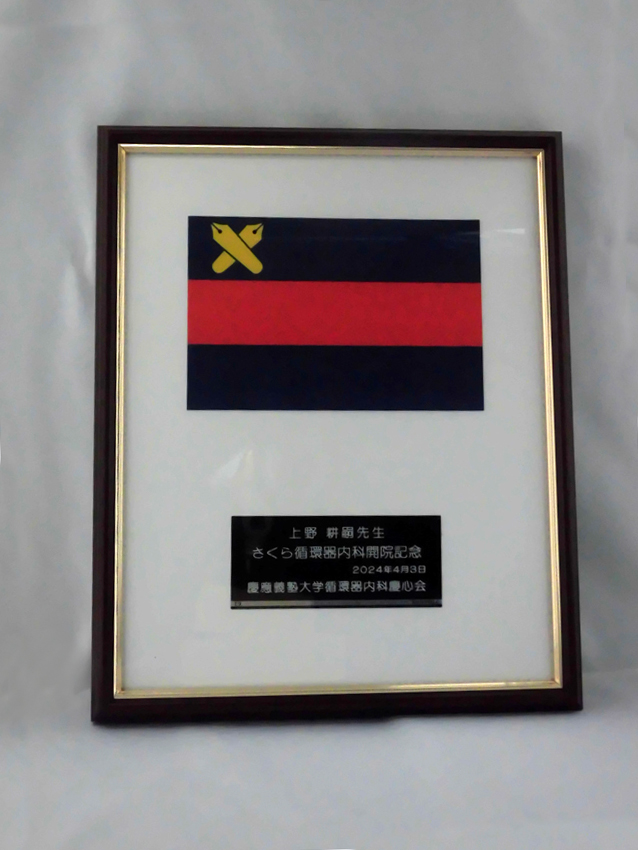 上野 耕嗣先生
さくら循環器内科開院記念
2024年4月3日
慶應義塾大学循環器内科慶心会